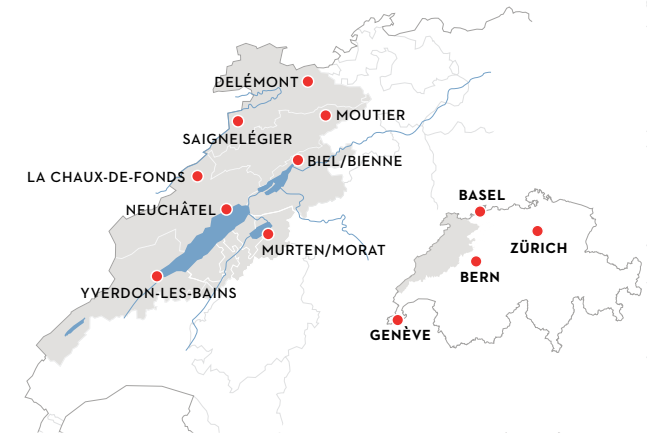 DELÉMONT
MOUTIER
SAIGNELÉGIER
BIEL/BIENNE
LA CHAUX-DE-FONDS
NEUCHÂTEL
MURTEN/MORAT
YVERDON-LES-BAINS
BASEL
ZÜRICH
BERN
GENÈVE